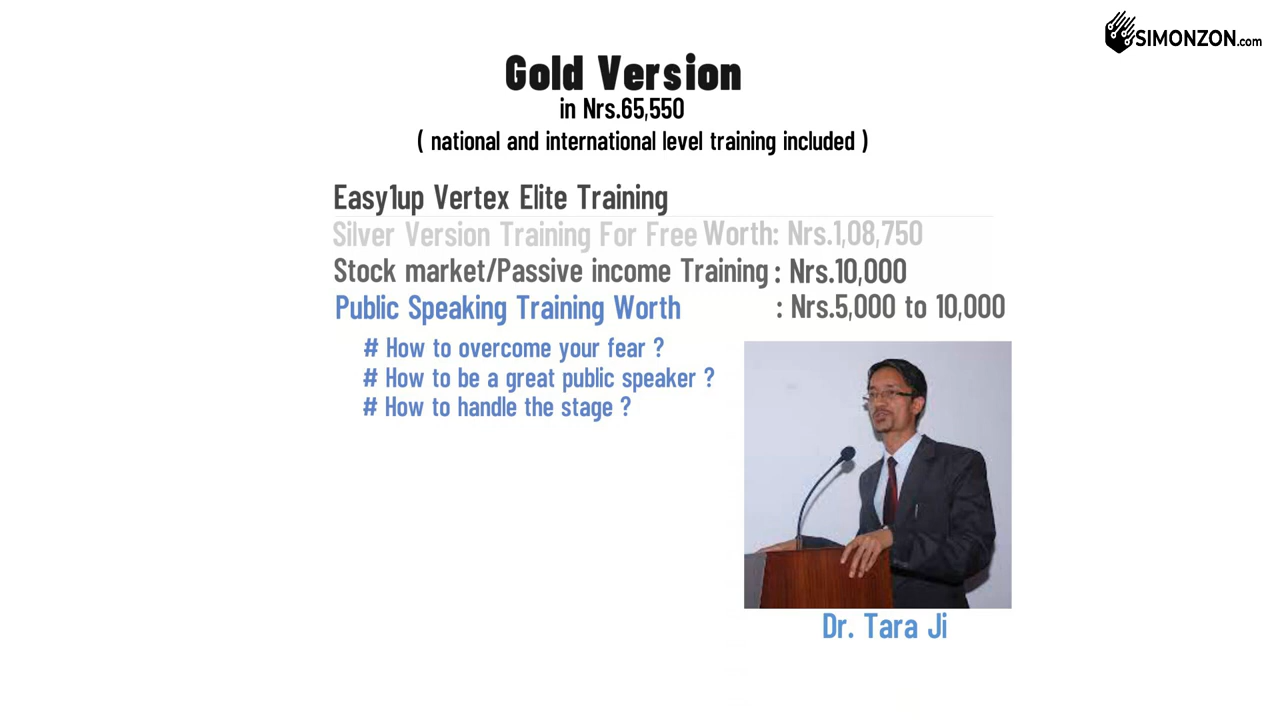 SIMONZON.com
Gold Version
in Nrs.65,550
( national and international level training included )
Easy1up Vertex Elite Training
Silver Version Training For Free Worth: Nrs.1,08,750
Stock market/Passive income Training : Nrs.10,000
Public Speaking Training Worth : Nrs.5,000 to 10,000
# How to overcome your fear ?
# How to be a great public speaker ?
# How to handle the stage ?
Dr. Tara Ji